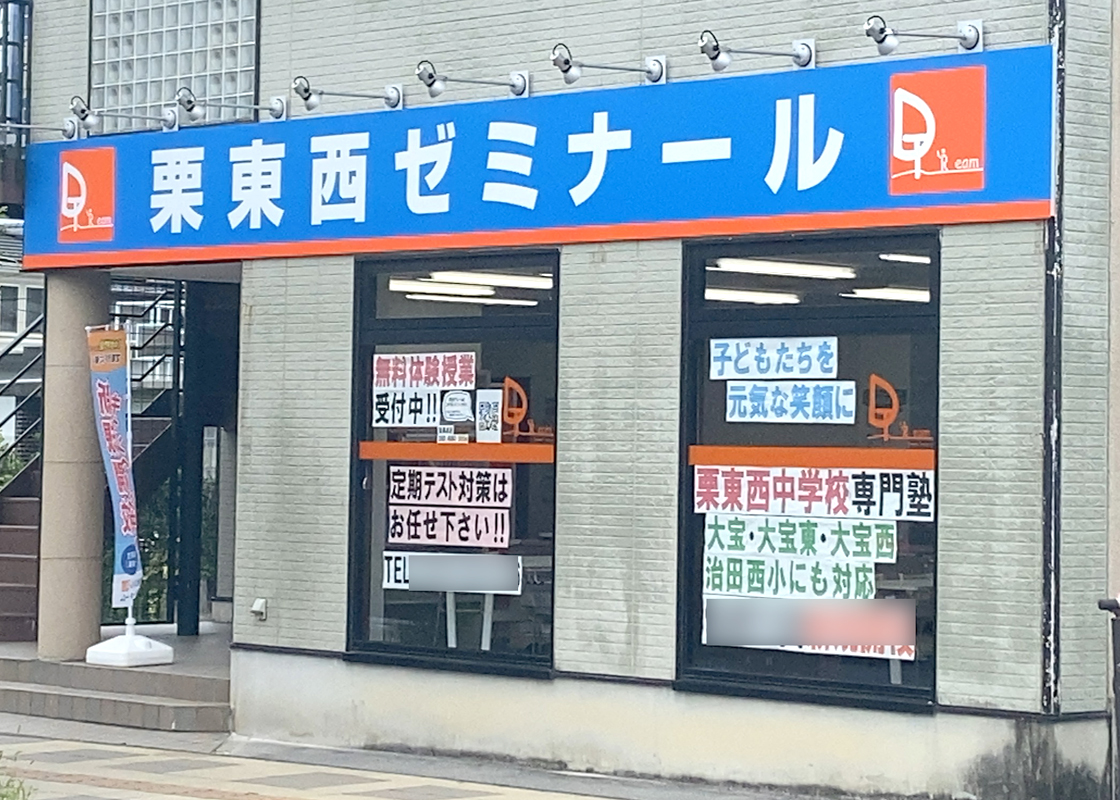 栗東西ゼミナール
Ream
無料体験授業
受付中!!
定期テスト対策は
お任せ下さい!!
TEL
子どもたちを
元気な笑顔に
栗東西中学校専門塾
大宝・大宝東・大宝西
治田西小にも対応